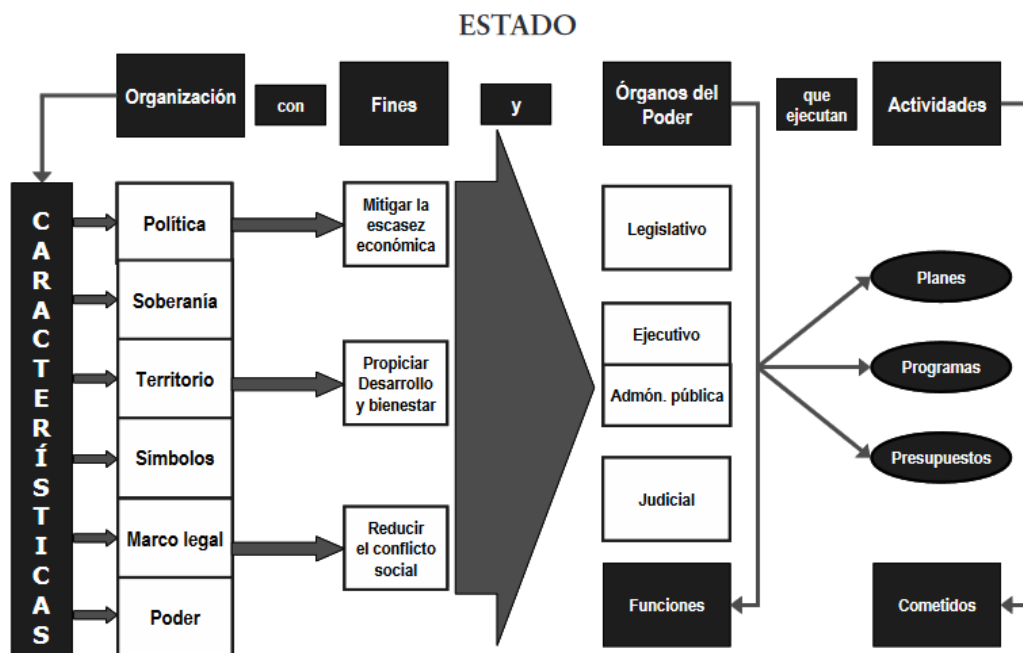 ESTADO
Organización
con
Fines
y
Órganos del
Poder
que
ejecutan
Actividades
CARACTERÍSTICAS
Política
Soberanía
Territorio
Símbolos
Marco legal
Poder
Mitigar la
escasez
económica
Propiciar
Desarrollo
y bienestar
Reducir
el conflicto
social
Legislativo
Ejecutivo
Admón. pública
Judicial
Funciones
Planes
Programas
Presupuestos
Cometidos